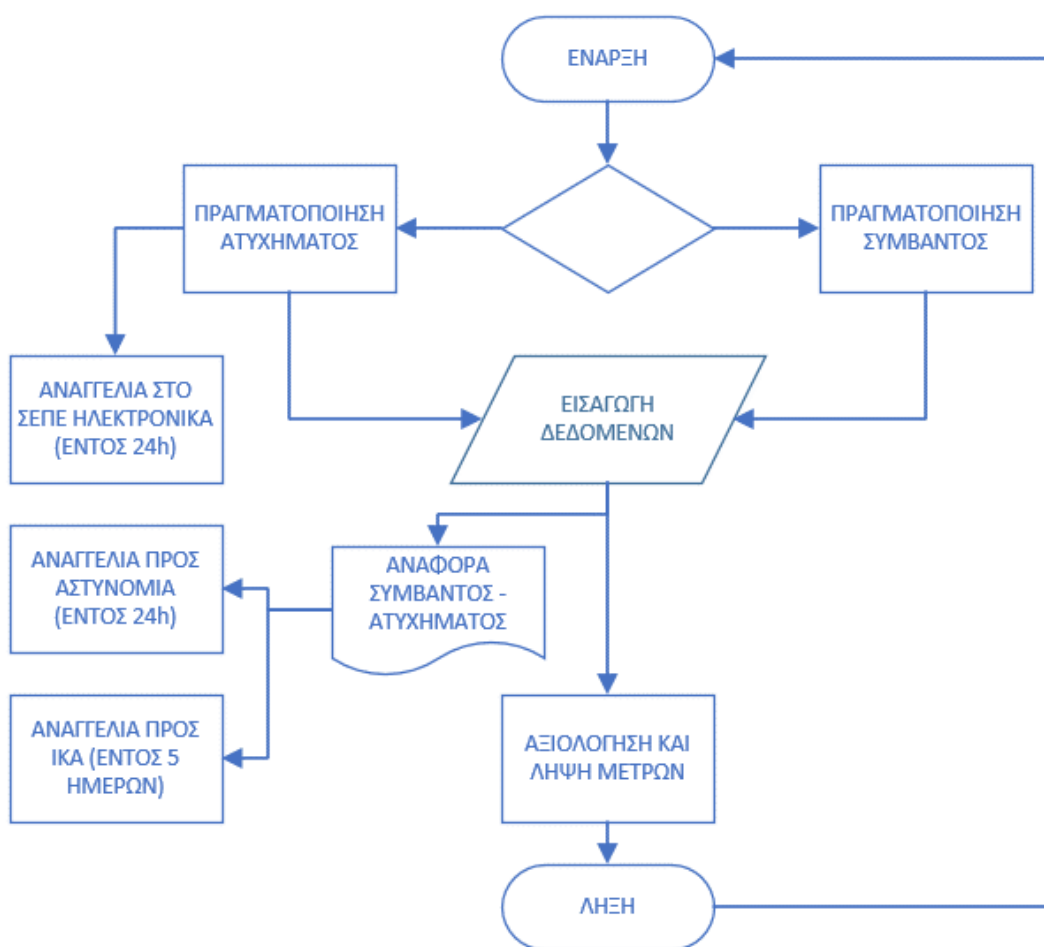 ΕΝΑΡΞΗ
ΠΡΑΓΜΑΤΟΠΟΙΗΣΗ
ΑΤΥΧΗΜΑΤΟΣ
ΠΡΑΓΜΑΤΟΠΟΙΗΣΗ
ΣΥΜΒΑΝΤΟΣ
ΑΝΑΓΓΕΛΙΑ ΣΤΟ
ΣΕΠΕ ΗΛΕΚΤΡΟΝΙΚΑ
(ΕΝΤΟΣ 24h)
ΕΙΣΑΓΩΓΗ
ΔΕΔΟΜΕΝΩΝ
ΑΝΑΓΓΕΛΙΑ ΠΡΟΣ
ΑΣΤΥΝΟΜΙΑ
(ΕΝΤΟΣ 24h)
ΑΝΑΦΟΡΑ
ΣΥΜΒΑΝΤΟΣ -
ΑΤΥΧΗΜΑΤΟΣ
ΑΝΑΓΓΕΛΙΑ ΠΡΟΣ
ΙΚΑ (ΕΝΤΟΣ 5
ΗΜΕΡΩΝ)
ΑΞΙΟΛΟΓΗΣΗ ΚΑΙ
ΛΗΨΗ ΜΕΤΡΩΝ
ΛΗΞΗ